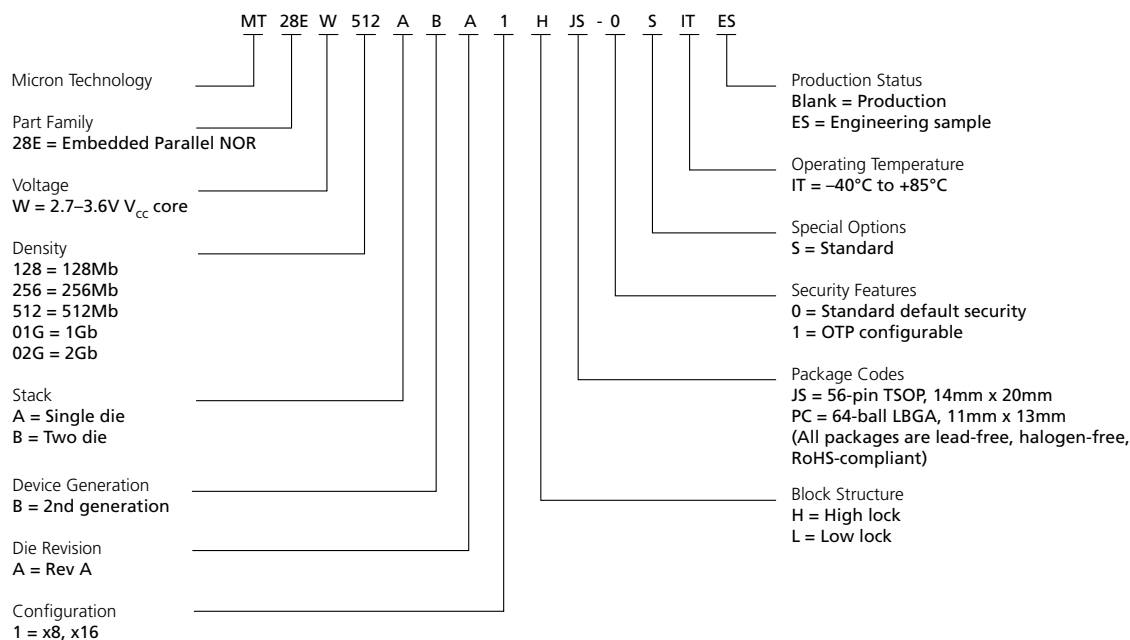 MT 28E W 512 A B A 1 H JS - 0 S IT ES
Micron Technology
Part Family
28E = Embedded Parallel NOR
Voltage
W = 2.7–3.6V Vcc core
Density
128 = 128Mb
256 = 256Mb
512 = 512Mb
01G = 1Gb
02G = 2Gb
Stack
A = Single die
B = Two die
Device Generation
B = 2nd generation
Die Revision
A = Rev A
Configuration
1 = x8, x16
Production Status
Blank = Production
ES = Engineering sample
Operating Temperature
IT = –40°C to +85°C
Special Options
S = Standard
Security Features
0 = Standard default security
1 = OTP configurable
Package Codes
JS = 56-pin TSOP, 14mm x 20mm
PC = 64-ball LBGA, 11mm x 13mm
(All packages are lead-free, halogen-free,
RoHS-compliant)
Block Structure
H = High lock
L = Low lock